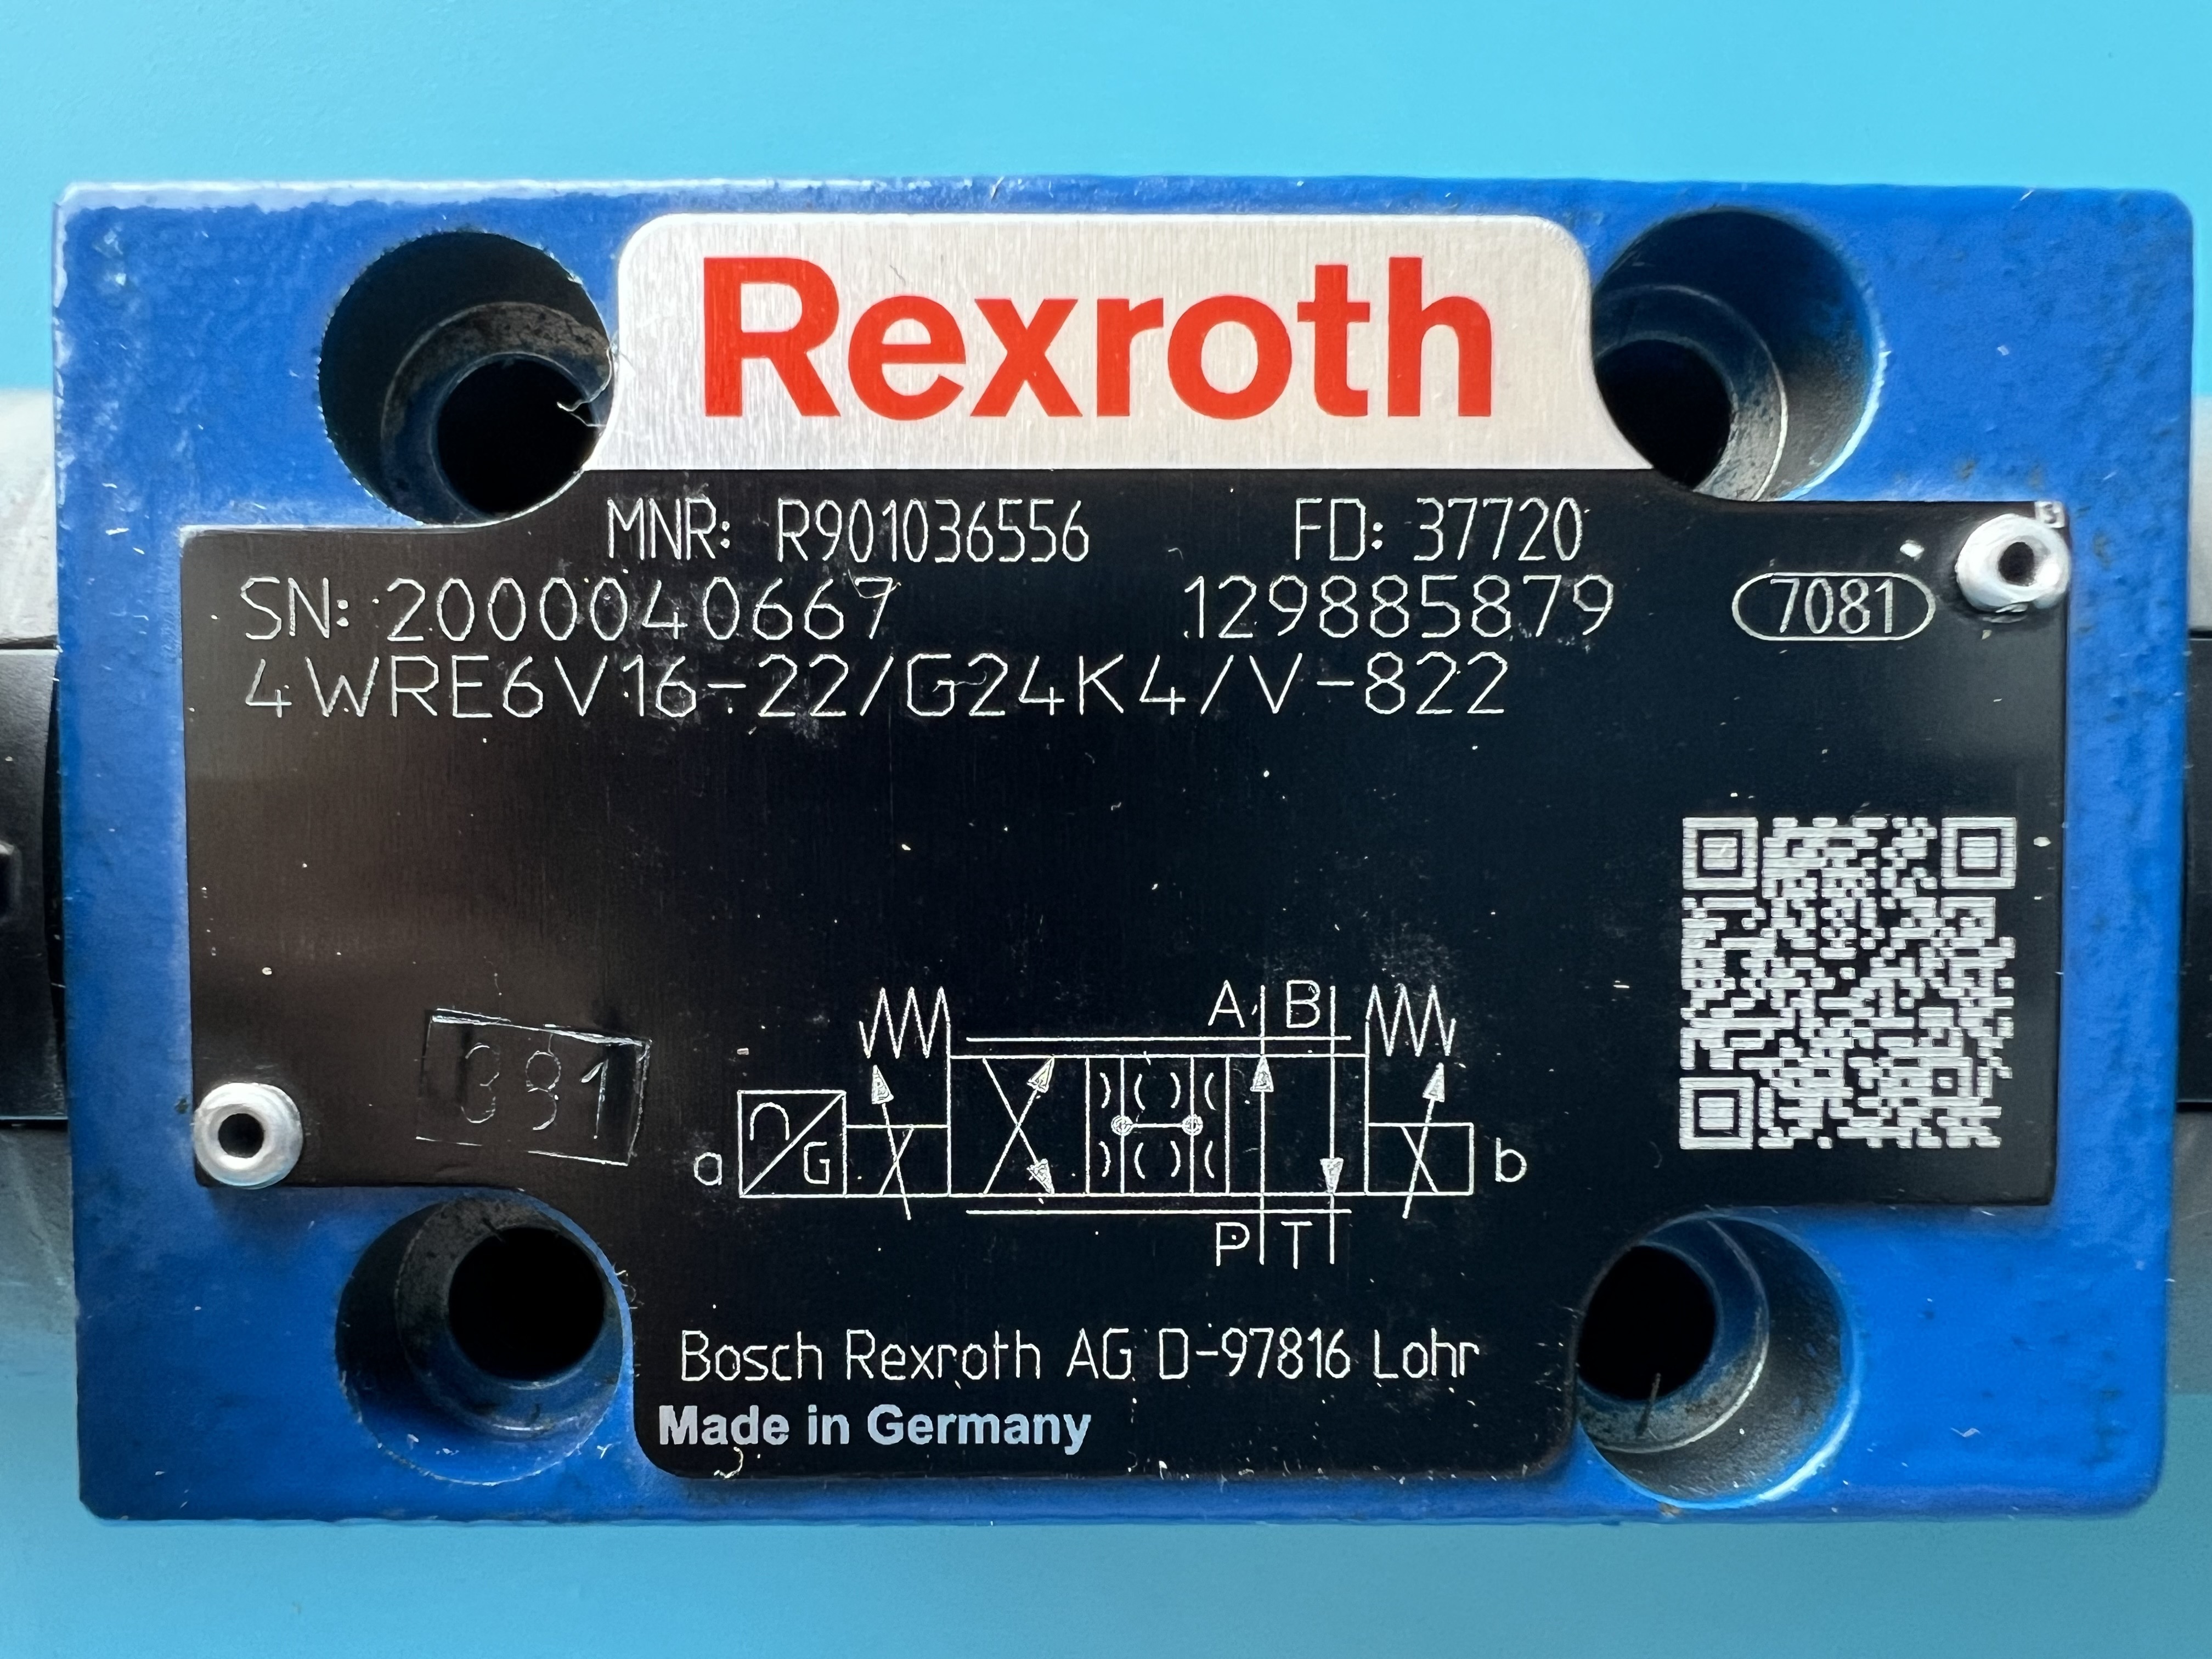 Rexroth
MNR: R901036556 FD: 37720
SN: 2000040667 129885879 7081
4WRE6V16-22/G24K4/V-822
A B
391
G
a b
P T
Bosch Rexroth AG D-97816 Lohr
Made in Germany